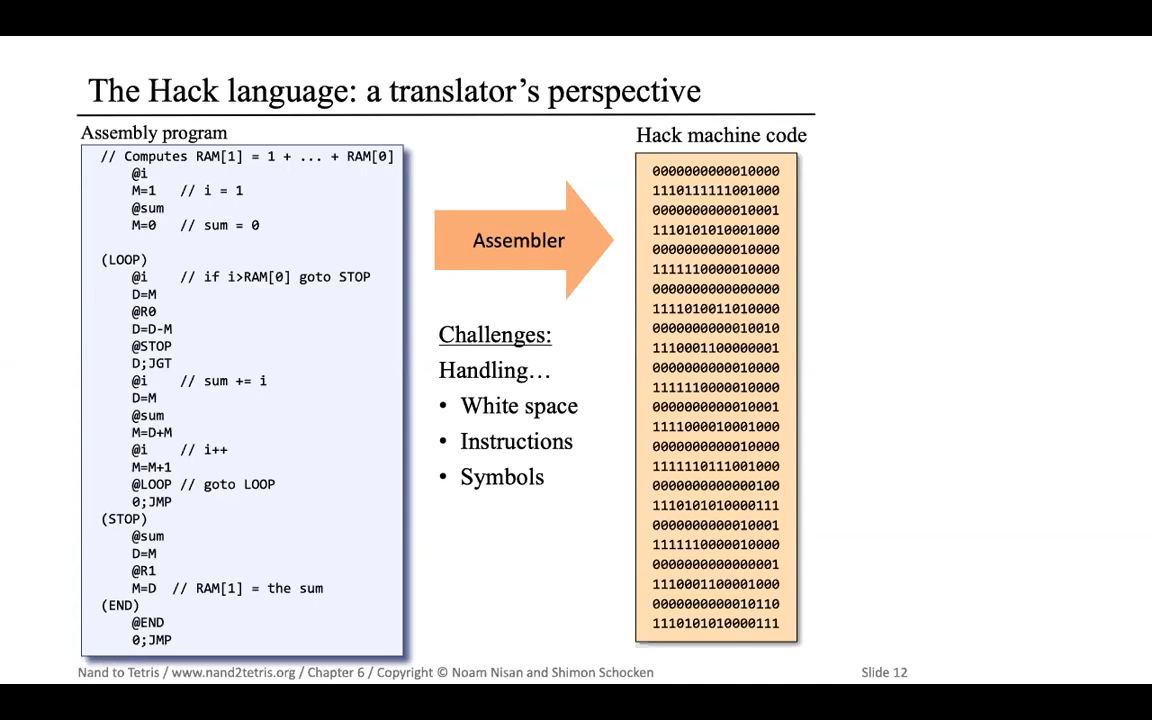 The Hack language: a translator's perspective
Assembly program
// Computes RAM[1] = 1 + ... + RAM[0]
@i
M=1 // i = 1
@sum
M=0 // sum = 0
(LOOP)
@i // if i>RAM[0] goto STOP
D=M
@R0
D=D-M
@STOP
D;JGT
@i // sum += i
D=M
@sum
M=D+M
@i // i++
M=M+1
@LOOP // goto LOOP
0;JMP
(STOP)
@sum
D=M
@R1
M=D // RAM[1] = the sum
(END)
@END
0;JMP
Assembler
Challenges:
Handling…
• White space
• Instructions
• Symbols
Hack machine code
0000000000010000
1110111111001000
0000000000010001
1110101010001000
0000000000010000
1111110000010000
0000000000000000
1111010011010000
0000000000010010
1110001100000001
0000000000010000
1111110000010000
0000000000010001
1111000010001000
0000000000010000
1111110111001000
0000000000000100
1110101010000111
0000000000010001
1111110000010000
0000000000000001
1110001100001000
0000000000010110
1110101010000111
Nand to Tetris / www.nand2tetris.org / Chapter 6 / Copyright © Noam Nisan and Shimon Schocken
Slide 12